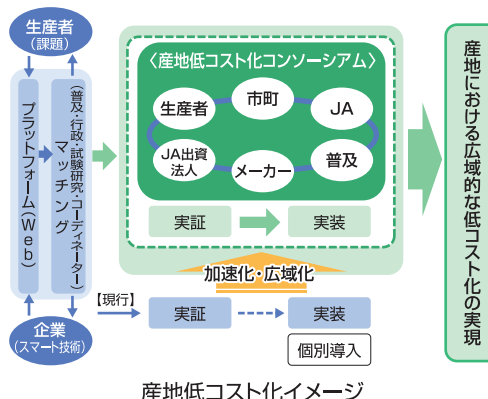 生産者
(課題)
プラットフォーム(Web)
マッチング
(普及・行政・試験研究・コーディネーター)
企業
(スマート技術)
〈産地低コスト化コンソーシアム〉
生産者
市町
JA
JA出資
法人
メーカー
普及
実証
実装
加速化・広域化
【現行】
実証
実装
個別導入
産地における広域的な低コスト化の実現
産地低コスト化イメージ